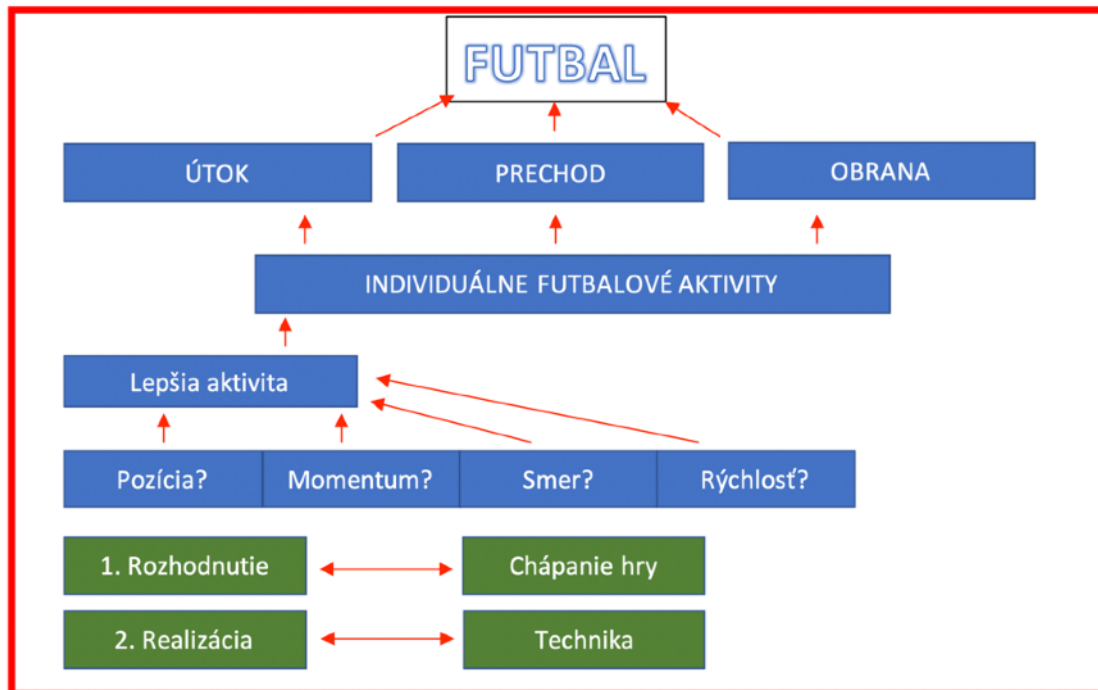 FUTBAL
ÚTOK
PRECHOD
OBRANA
INDIVIDUÁLNE FUTBALOVÉ AKTIVITY
Lepšia aktivita
Pozícia?
Momentum?
Smer?
Rýchlosť?
1. Rozhodnutie
Chápanie hry
2. Realizácia
Technika